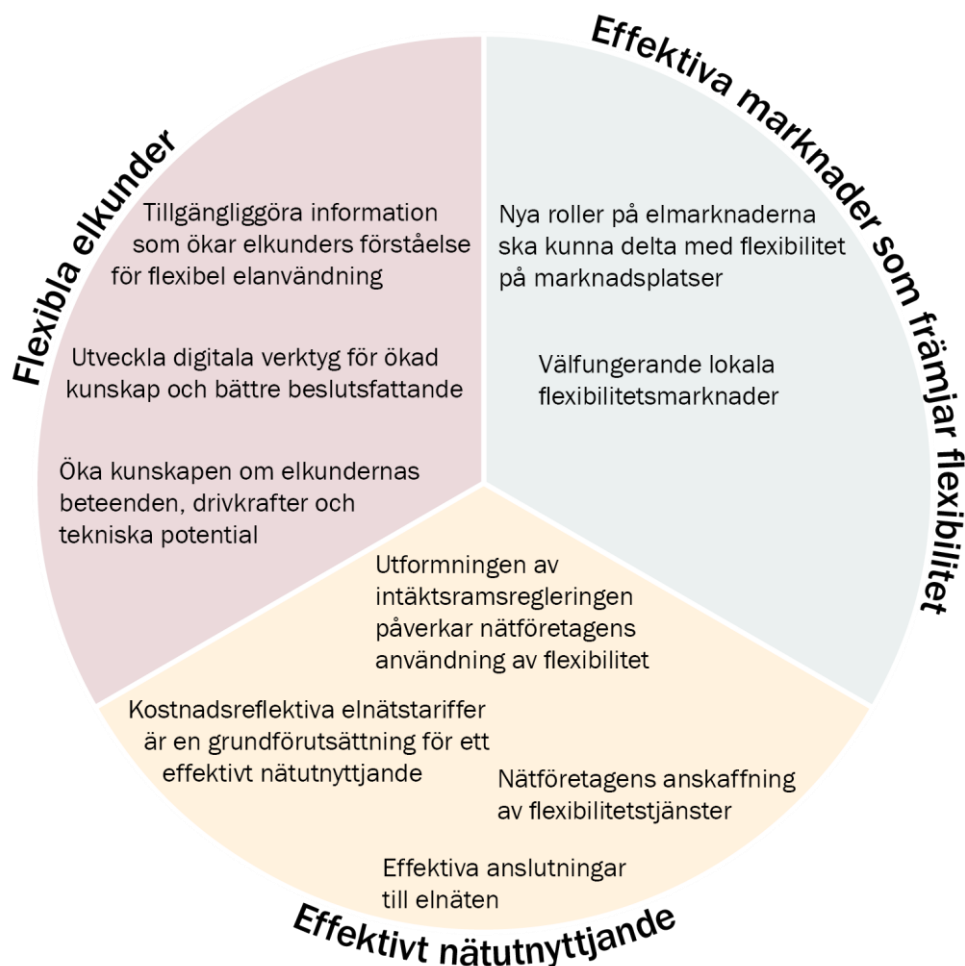 Flexibla elkunder
Tillgängliggöra information
som ökar elkunders förståelse
för flexibel elanvändning
Utveckla digitala verktyg för ökad
kunskap och bättre beslutsfattande
Öka kunskapen om elkundernas
beteenden, drivkrafter och
tekniska potential
Effektiva marknader som främjar flexibilitet
Nya roller på elmarknaderna
ska kunna delta med flexibilitet
på marknadsplatser
Välfungerande lokala
flexibilitetsmarknader
Utformningen av
intäktsramsregleringen
påverkar nätföretagens
användning av flexibilitet
Kostnadsreflektiva elnätstariffer
är en grundförutsättning för ett
effektivt nätutnyttjande
Nätföretagens anskaffning
av flexibilitetstjänster
Effektiva anslutningar
till elnäten
Effektivt nätutnyttjande